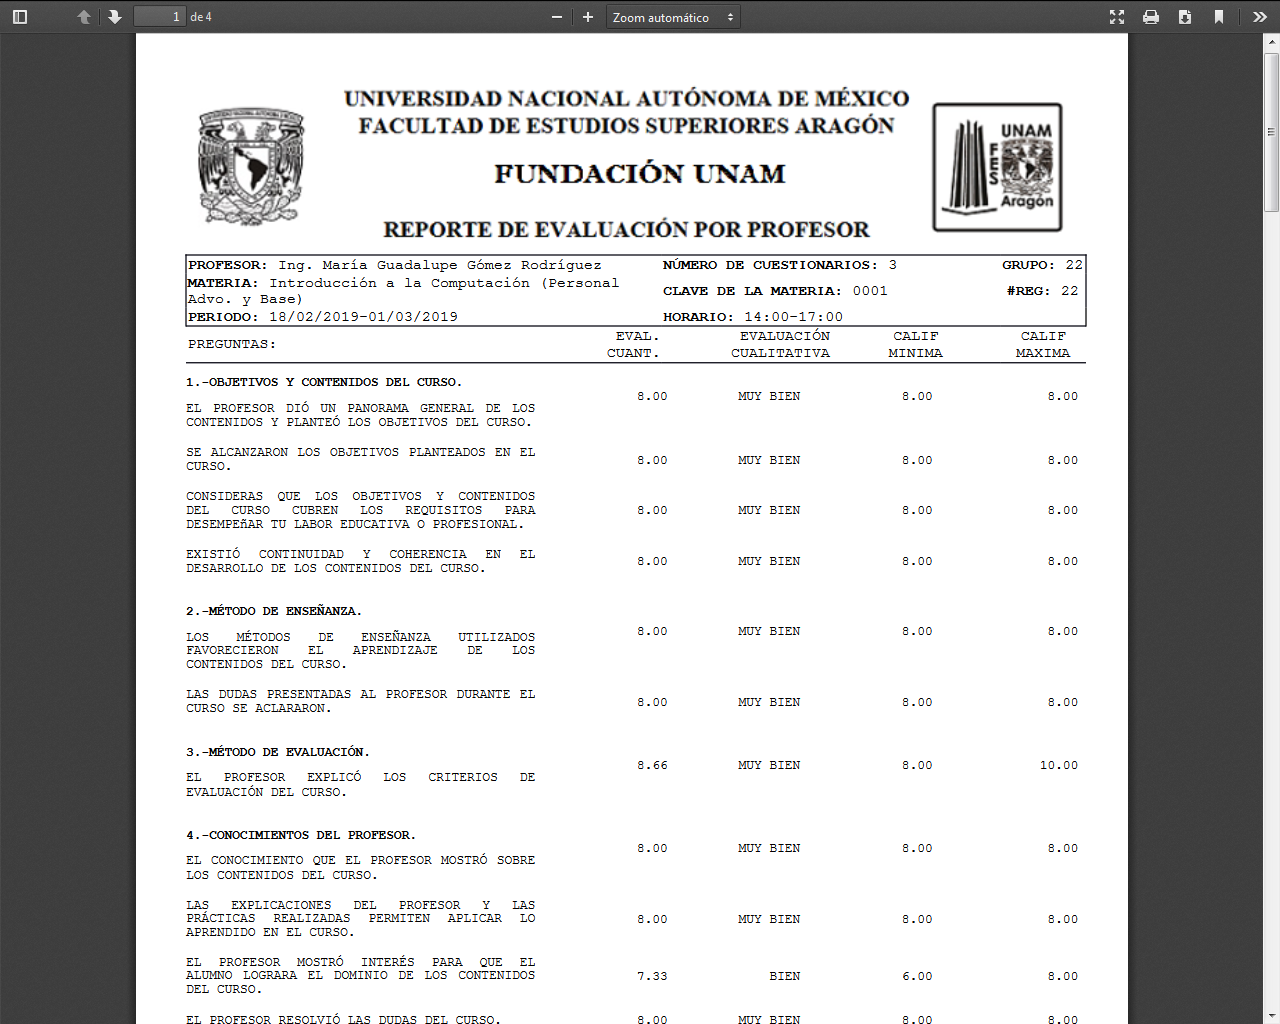 1 de 4 Zoom automático
UNIVERSIDAD NACIONAL AUTÓNOMA DE MÉXICO
FACULTAD DE ESTUDIOS SUPERIORES ARAGÓN
FUNDACIÓN UNAM
REPORTE DE EVALUACIÓN POR PROFESOR
UNAM
FES
Aragón
PROFESOR: Ing. María Guadalupe Gómez Rodríguez NÚMERO DE CUESTIONARIOS: 3 GRUPO: 22
MATERIA: Introducción a la Computación (Personal
Advo. y Base) CLAVE DE LA MATERIA: 0001 #REG: 22
PERIODO: 18/02/2019-01/03/2019 HORARIO: 14:00-17:00
PREGUNTAS: EVAL. CUANT. EVALUACIÓN CUALITATIVA CALIF MINIMA CALIF MAXIMA
1.-OBJETIVOS Y CONTENIDOS DEL CURSO.
EL PROFESOR DIÓ UN PANORAMA GENERAL DE LOS
CONTENIDOS Y PLANTEÓ LOS OBJETIVOS DEL CURSO.
8.00 MUY BIEN 8.00 8.00
SE ALCANZARON LOS OBJETIVOS PLANTEADOS EN EL
CURSO.
8.00 MUY BIEN 8.00 8.00
CONSIDERAS QUE LOS OBJETIVOS Y CONTENIDOS
DEL CURSO CUBREN LOS REQUISITOS PARA
DESEMPEñAR TU LABOR EDUCATIVA O PROFESIONAL.
8.00 MUY BIEN 8.00 8.00
EXISTIÓ CONTINUIDAD Y COHERENCIA EN EL
DESARROLLO DE LOS CONTENIDOS DEL CURSO.
8.00 MUY BIEN 8.00 8.00
2.-MÉTODO DE ENSEÑANZA.
LOS MÉTODOS DE ENSEÑANZA UTILIZADOS
FAVORECIERON EL APRENDIZAJE DE LOS
CONTENIDOS DEL CURSO.
8.00 MUY BIEN 8.00 8.00
LAS DUDAS PRESENTADAS AL PROFESOR DURANTE EL
CURSO SE ACLARARON.
8.00 MUY BIEN 8.00 8.00
3.-MÉTODO DE EVALUACIÓN.
EL PROFESOR EXPLICÓ LOS CRITERIOS DE
EVALUACIÓN DEL CURSO.
8.66 MUY BIEN 8.00 10.00
4.-CONOCIMIENTOS DEL PROFESOR.
EL CONOCIMIENTO QUE EL PROFESOR MOSTRÓ SOBRE
LOS CONTENIDOS DEL CURSO.
8.00 MUY BIEN 8.00 8.00
LAS EXPLICACIONES DEL PROFESOR Y LAS
PRÁCTICAS REALIZADAS PERMITEN APLICAR LO
APRENDIDO EN EL CURSO.
8.00 MUY BIEN 8.00 8.00
EL PROFESOR MOSTRÓ INTERÉS PARA QUE EL
ALUMNO LOGRARA EL DOMINIO DE LOS CONTENIDOS
DEL CURSO.
7.33 BIEN 6.00 8.00
EL PROFESOR RESOLVIÓ LAS DUDAS DEL CURSO. 8.00 MUY BIEN 8.00 8.00